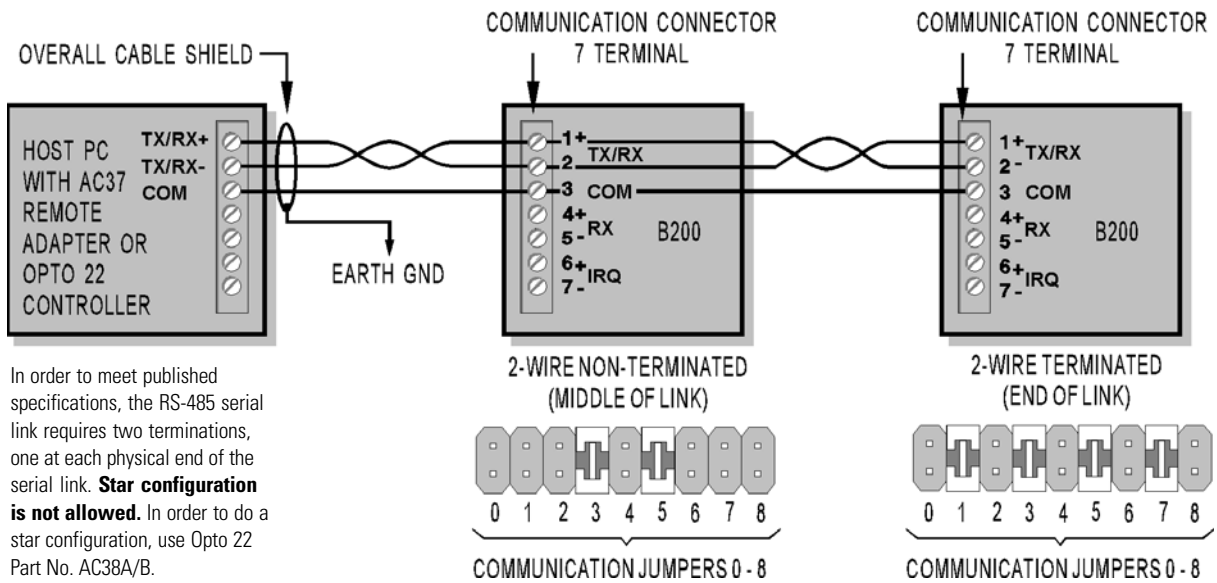 COMMUNICATION CONNECTOR
7 TERMINAL
COMMUNICATION CONNECTOR
7 TERMINAL
OVERALL CABLE SHIELD
HOST PC
WITH AC37
REMOTE
ADAPTER OR
OPTO 22
CONTROLLER
TX/RX+
TX/RX-
COM
EARTH GND
1+
2 TX/RX
3 COM
4+
5- RX
6+
7- IRQ
B200
1+
2- TX/RX
3 COM
4+
5- RX
6+
7- IRQ
B200
In order to meet published
specifications, the RS-485 serial
link requires two terminations,
one at each physical end of the
serial link. Star configuration
is not allowed. In order to do a
star configuration, use Opto 22
Part No. AC38A/B.
2-WIRE NON-TERMINATED
(MIDDLE OF LINK)
0 1 2 3 4 5 6 7 8
COMMUNICATION JUMPERS 0 - 8
2-WIRE TERMINATED
(END OF LINK)
0 1 2 3 4 5 6 7 8
COMMUNICATION JUMPERS 0 - 8